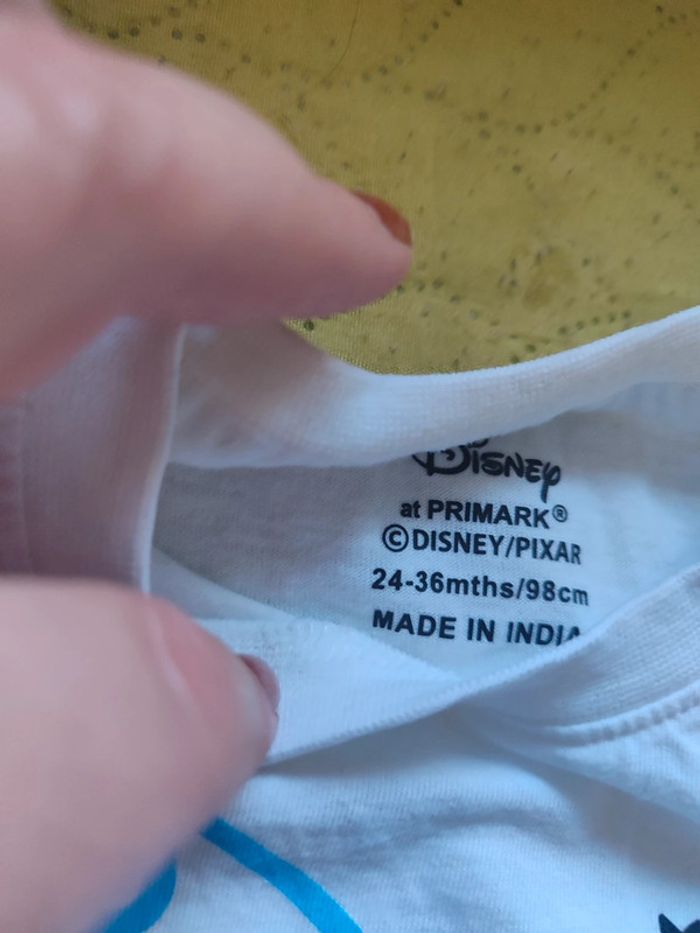 Disney
at PRIMARK®
©DISNEY/PIXAR
24-36mths/98cm
MADE IN INDIA